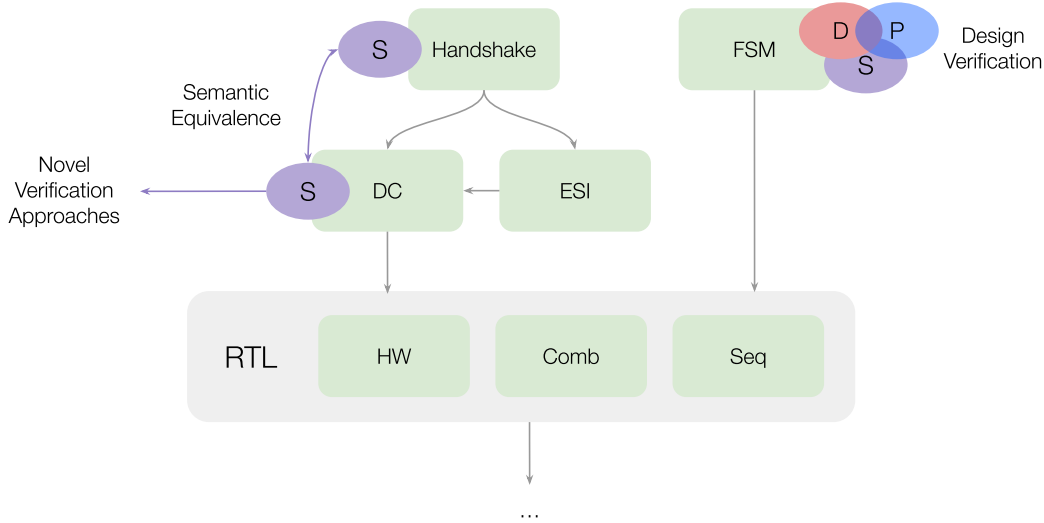 S
Handshake
FSM
D
P
S
Design
Verification
Semantic
Equivalence
Novel
Verification
Approaches
S
DC
ESI
RTL
HW
Comb
Seq
...